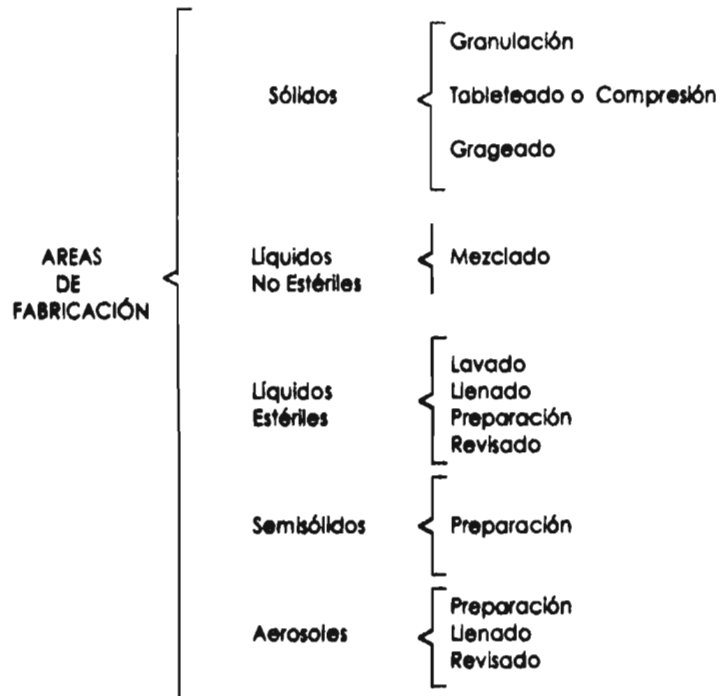 AREAS
DE
FABRICACIÓN
Sólidos
Granulación
Tableteado o Compresión
Grageado
Líquidos
No Estériles
Mezclado
Líquidos
Estériles
Lavado
Llenado
Preparación
Revisado
Semisólidos
Preparación
Aerosoles
Preparación
Llenado
Revisado